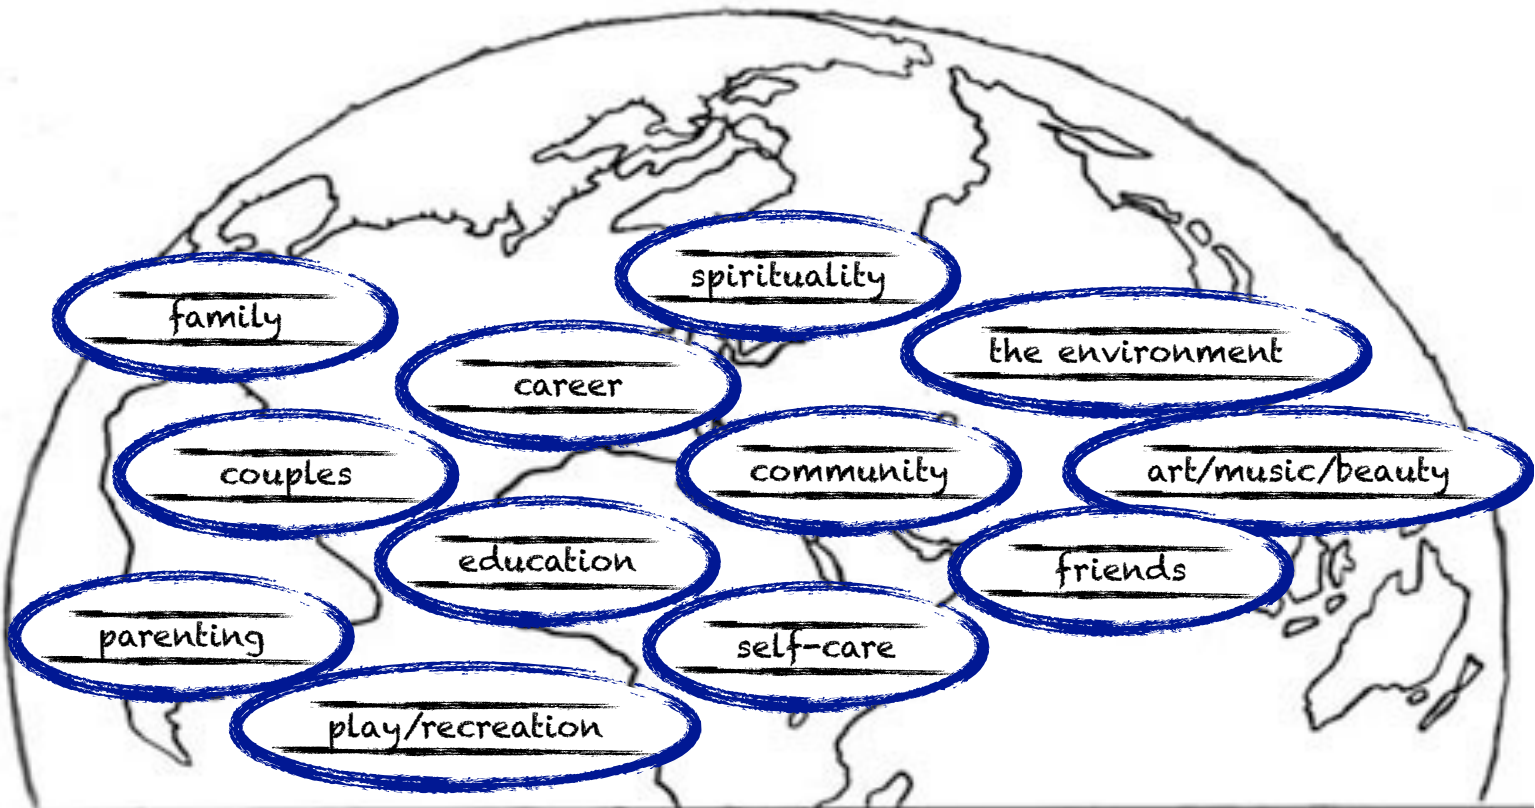 spirituality
family
the environment
career
couples
community
art/music/beauty
education
friends
parenting
self-care
play/recreation